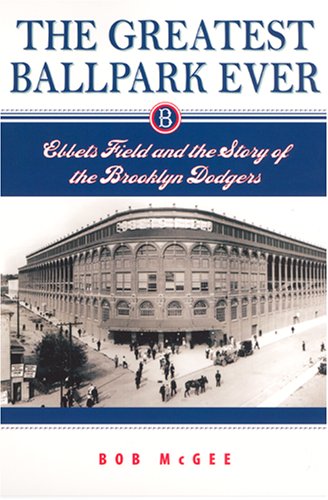 THE GREATEST
BALLPARK EVER
B
Ebbets Field and the Story of
the Brooklyn Dodgers
BOB McGEE